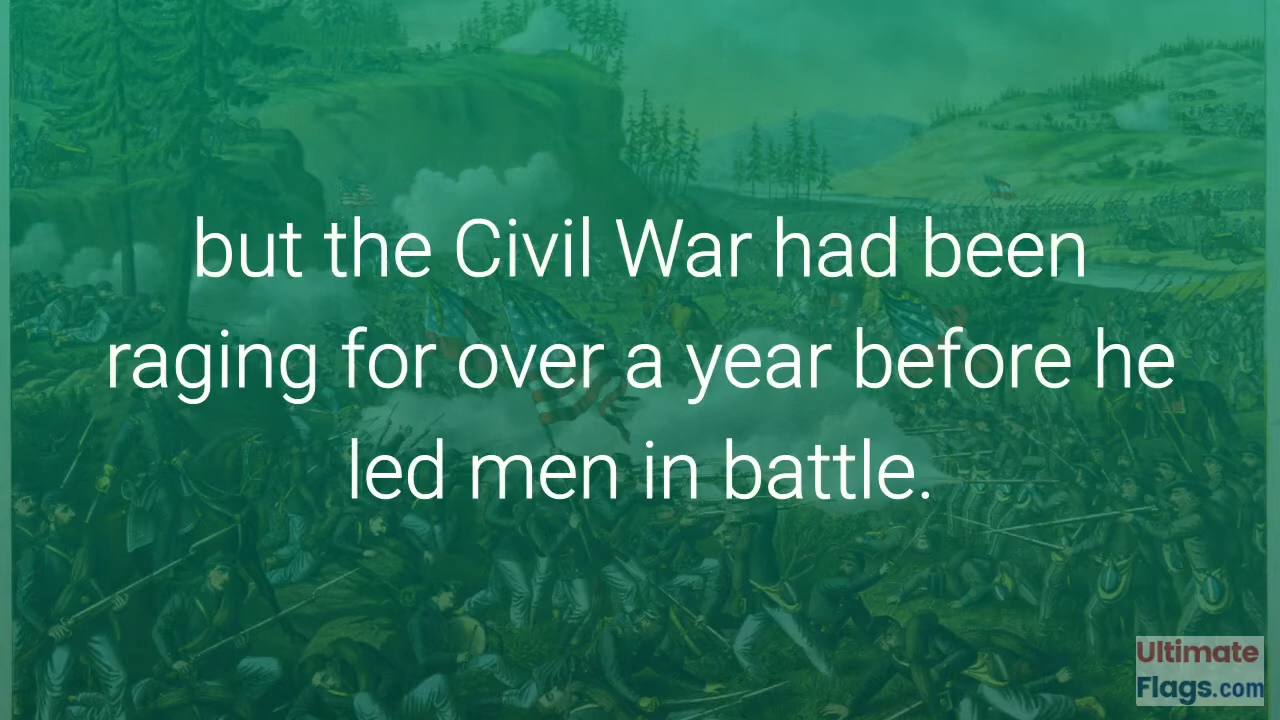 but the Civil War had been
raging for over a year before he
led men in battle.
Ultimate
Flags.com